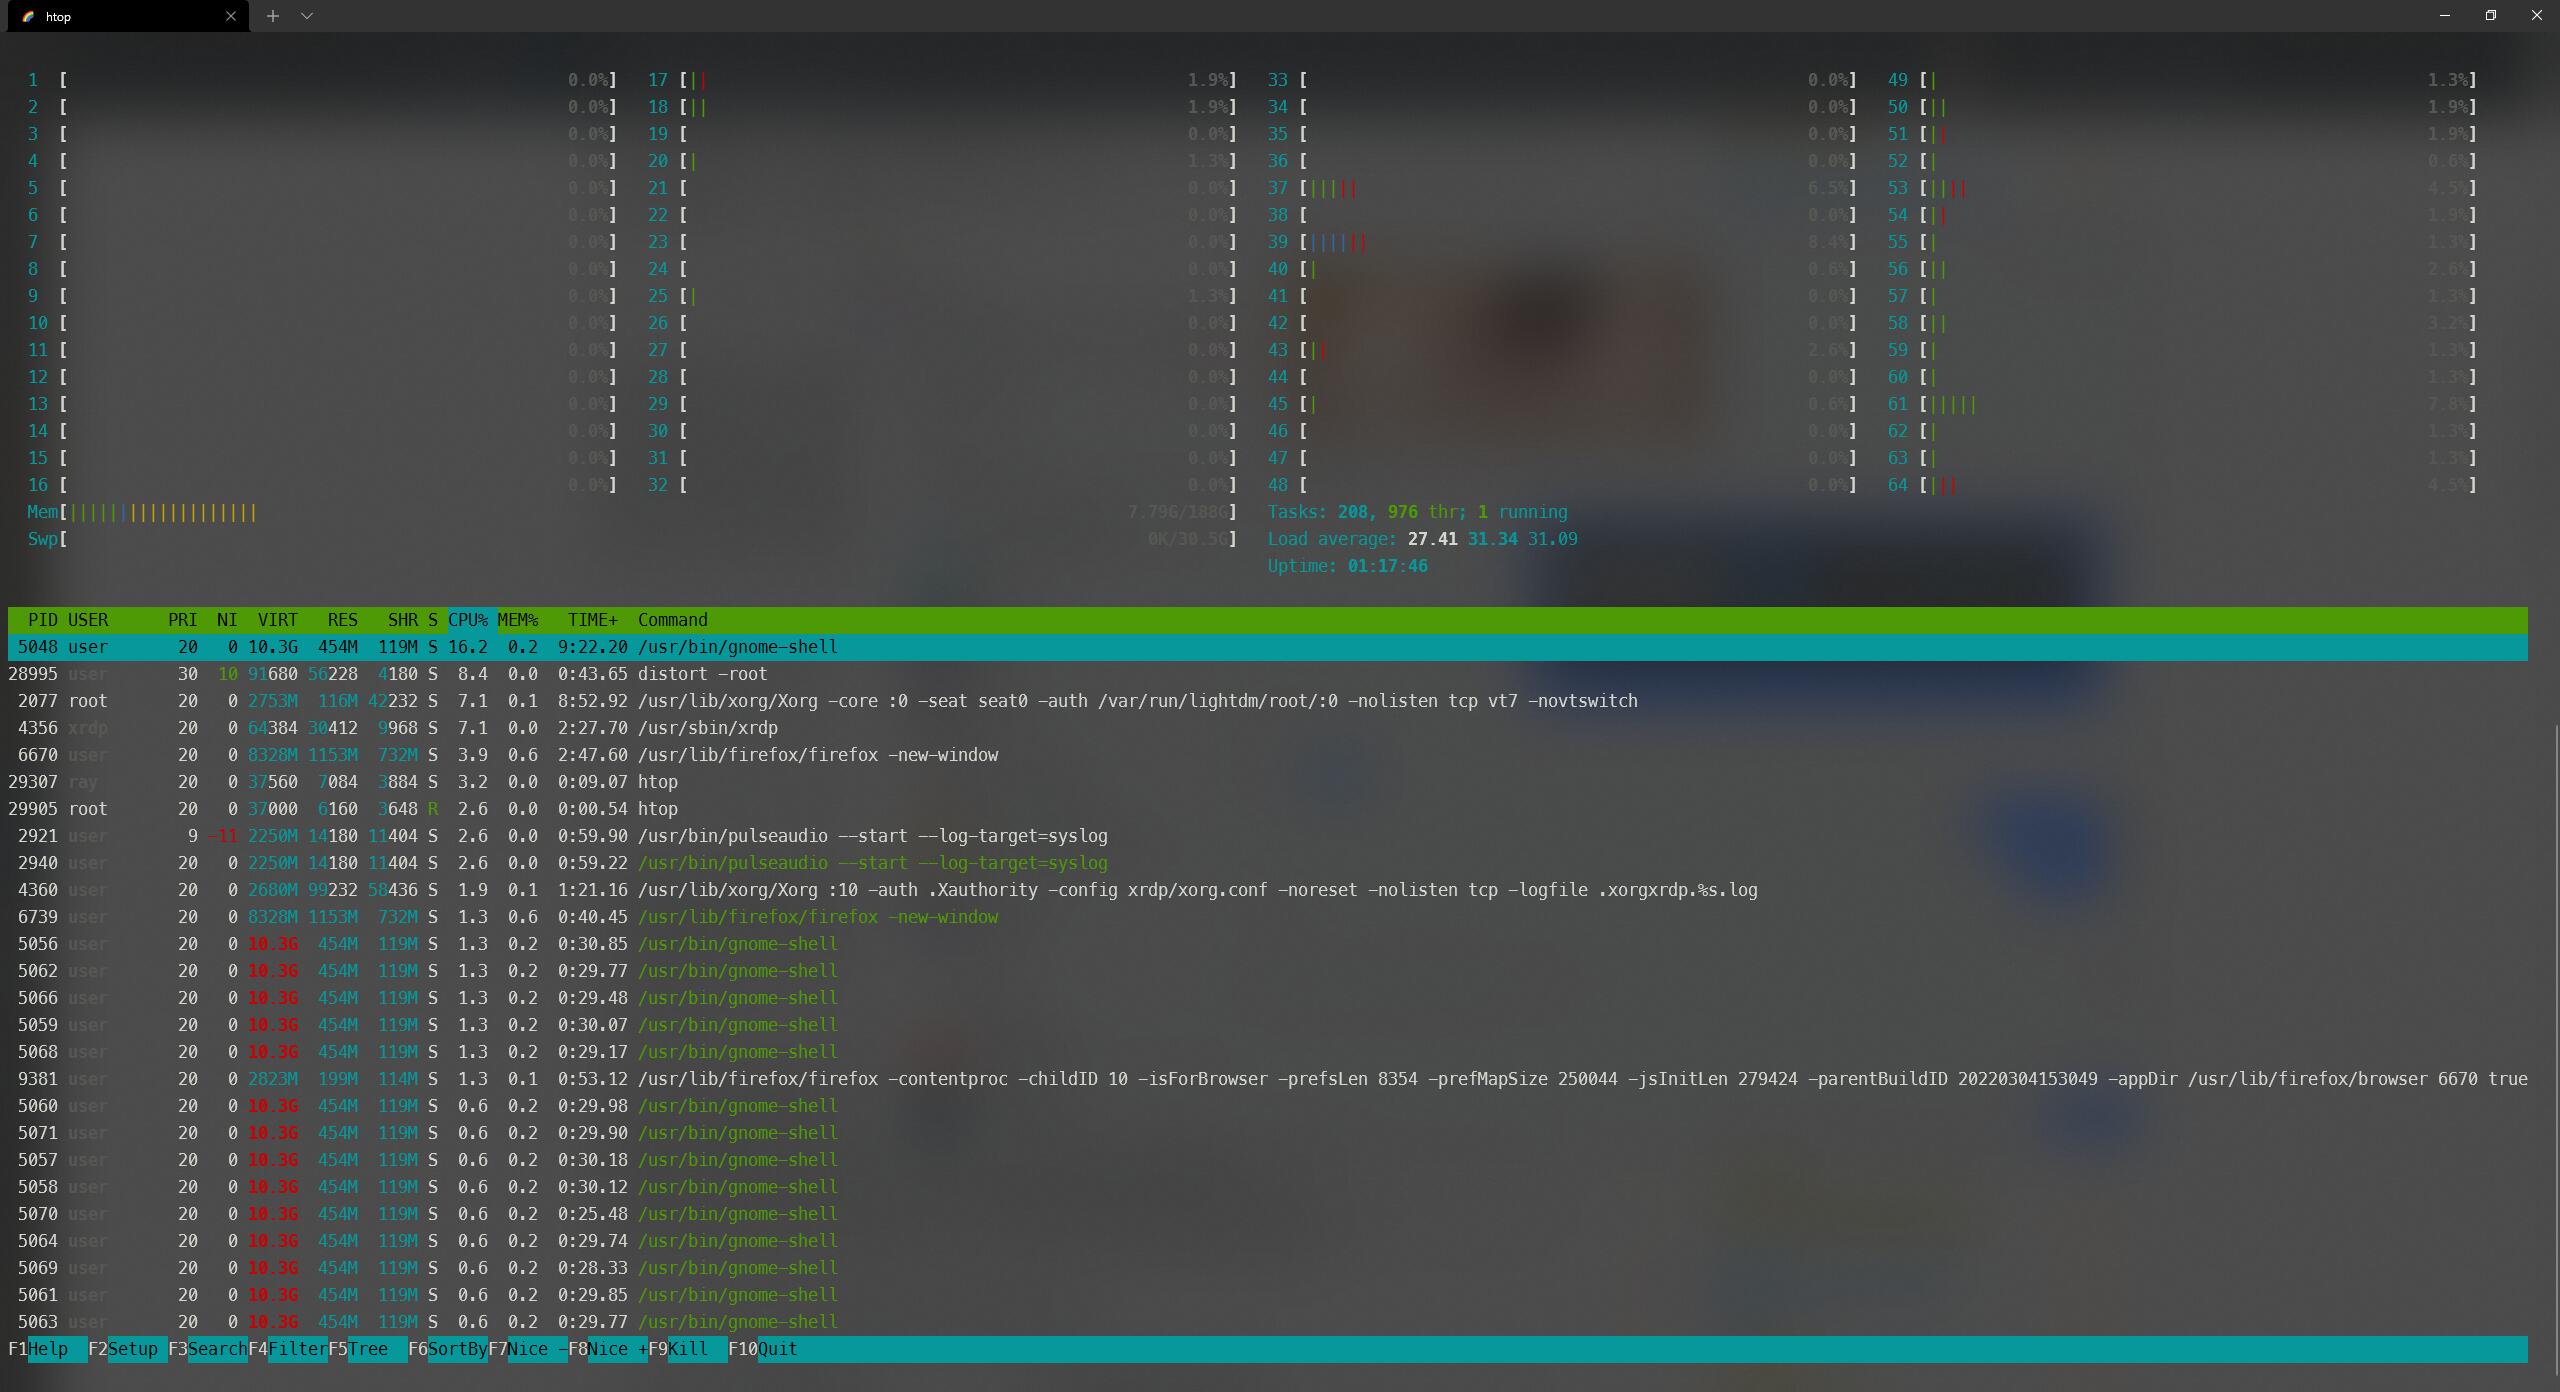 htop
1 [ 0.0%] 17 [|| 1.9%] 33 [ 0.0%] 49 [| 1.3%]
2 [ 0.0%] 18 [|| 1.9%] 34 [ 0.0%] 50 [|| 1.9%]
3 [ 0.0%] 19 [ 0.0%] 35 [ 0.0%] 51 [|| 1.9%]
4 [ 0.0%] 20 [| 1.3%] 36 [ 0.0%] 52 [| 0.6%]
5 [ 0.0%] 21 [ 0.0%] 37 [||||| 6.5%] 53 [|||| 4.5%]
6 [ 0.0%] 22 [ 0.0%] 38 [ 0.0%] 54 [|| 1.9%]
7 [ 0.0%] 23 [ 0.0%] 39 [|||||| 8.4%] 55 [| 1.3%]
8 [ 0.0%] 24 [ 0.0%] 40 [| 0.6%] 56 [|| 2.6%]
9 [ 0.0%] 25 [| 1.3%] 41 [ 0.0%] 57 [| 1.3%]
10 [ 0.0%] 26 [ 0.0%] 42 [ 0.0%] 58 [|| 3.2%]
11 [ 0.0%] 27 [ 0.0%] 43 [|| 2.6%] 59 [| 1.3%]
12 [ 0.0%] 28 [ 0.0%] 44 [ 0.0%] 60 [| 1.3%]
13 [ 0.0%] 29 [ 0.0%] 45 [| 0.6%] 61 [||||| 7.8%]
14 [ 0.0%] 30 [ 0.0%] 46 [ 0.0%] 62 [| 1.3%]
15 [ 0.0%] 31 [ 0.0%] 47 [ 0.0%] 63 [| 1.3%]
16 [ 0.0%] 32 [ 0.0%] 48 [ 0.0%] 64 [||| 4.5%]
Mem[||||||||||||||||||| 7.79G/188G] Tasks: 208, 976 thr; 1 running
Swp[ 0K/30.5G] Load average: 27.41 31.34 31.09
Uptime: 01:17:46
PID USER PRI NI VIRT RES SHR S CPU% MEM% TIME+ Command
5048 user 20 0 10.3G 454M 119M S 16.2 0.2 9:22.20 /usr/bin/gnome-shell
28995 user 30 10 91680 56228 4180 S 8.4 0.0 0:43.65 distort -root
2077 root 20 0 2753M 116M 42232 S 7.1 0.1 8:52.92 /usr/lib/xorg/Xorg -core :0 -seat seat0 -auth /var/run/lightdm/root/:0 -nolisten tcp vt7 -novtswitch
4356 xrdp 20 0 64384 30412 9968 S 7.1 0.0 2:27.70 /usr/sbin/xrdp
6670 user 20 0 8328M 1153M 732M S 3.9 0.6 2:47.60 /usr/lib/firefox/firefox -new-window
29307 ray 20 0 37560 7084 3884 S 3.2 0.0 0:09.07 htop
29905 root 20 0 37000 6160 3648 R 2.6 0.0 0:00.54 htop
2921 user 9 -11 2250M 14180 11404 S 2.6 0.0 0:59.90 /usr/bin/pulseaudio --start --log-target=syslog
2940 user 20 0 2250M 14180 11404 S 2.6 0.0 0:59.22 /usr/bin/pulseaudio --start --log-target=syslog
4360 user 20 0 2680M 99232 58436 S 1.9 0.1 1:21.16 /usr/lib/xorg/Xorg :10 -auth .Xauthority -config xrdp/xorg.conf -noreset -nolisten tcp -logfile .xorgxrdp.%s.log
6739 user 20 0 8328M 1153M 732M S 1.3 0.6 0:40.45 /usr/lib/firefox/firefox -new-window
5056 user 20 0 10.3G 454M 119M S 1.3 0.2 0:30.85 /usr/bin/gnome-shell
5062 user 20 0 10.3G 454M 119M S 1.3 0.2 0:29.77 /usr/bin/gnome-shell
5066 user 20 0 10.3G 454M 119M S 1.3 0.2 0:29.48 /usr/bin/gnome-shell
5059 user 20 0 10.3G 454M 119M S 1.3 0.2 0:30.07 /usr/bin/gnome-shell
5068 user 20 0 10.3G 454M 119M S 1.3 0.2 0:29.17 /usr/bin/gnome-shell
9381 user 20 0 2823M 199M 114M S 1.3 0.1 0:53.12 /usr/lib/firefox/firefox -contentproc -childID 10 -isForBrowser -prefsLen 8354 -prefMapSize 250044 -jsInitLen 279424 -parentBuildID 20220304153049 -appDir /usr/lib/firefox/browser 6670 true
5060 user 20 0 10.3G 454M 119M S 0.6 0.2 0:29.98 /usr/bin/gnome-shell
5071 user 20 0 10.3G 454M 119M S 0.6 0.2 0:29.90 /usr/bin/gnome-shell
5057 user 20 0 10.3G 454M 119M S 0.6 0.2 0:30.18 /usr/bin/gnome-shell
5058 user 20 0 10.3G 454M 119M S 0.6 0.2 0:30.12 /usr/bin/gnome-shell
5070 user 20 0 10.3G 454M 119M S 0.6 0.2 0:25.48 /usr/bin/gnome-shell
5064 user 20 0 10.3G 454M 119M S 0.6 0.2 0:29.74 /usr/bin/gnome-shell
5069 user 20 0 10.3G 454M 119M S 0.6 0.2 0:28.33 /usr/bin/gnome-shell
5061 user 20 0 10.3G 454M 119M S 0.6 0.2 0:29.85 /usr/bin/gnome-shell
5063 user 20 0 10.3G 454M 119M S 0.6 0.2 0:29.77 /usr/bin/gnome-shell
F1Help F2Setup F3SearchF4FilterF5Tree F6SortByF7Nice -F8Nice +F9Kill F10Quit